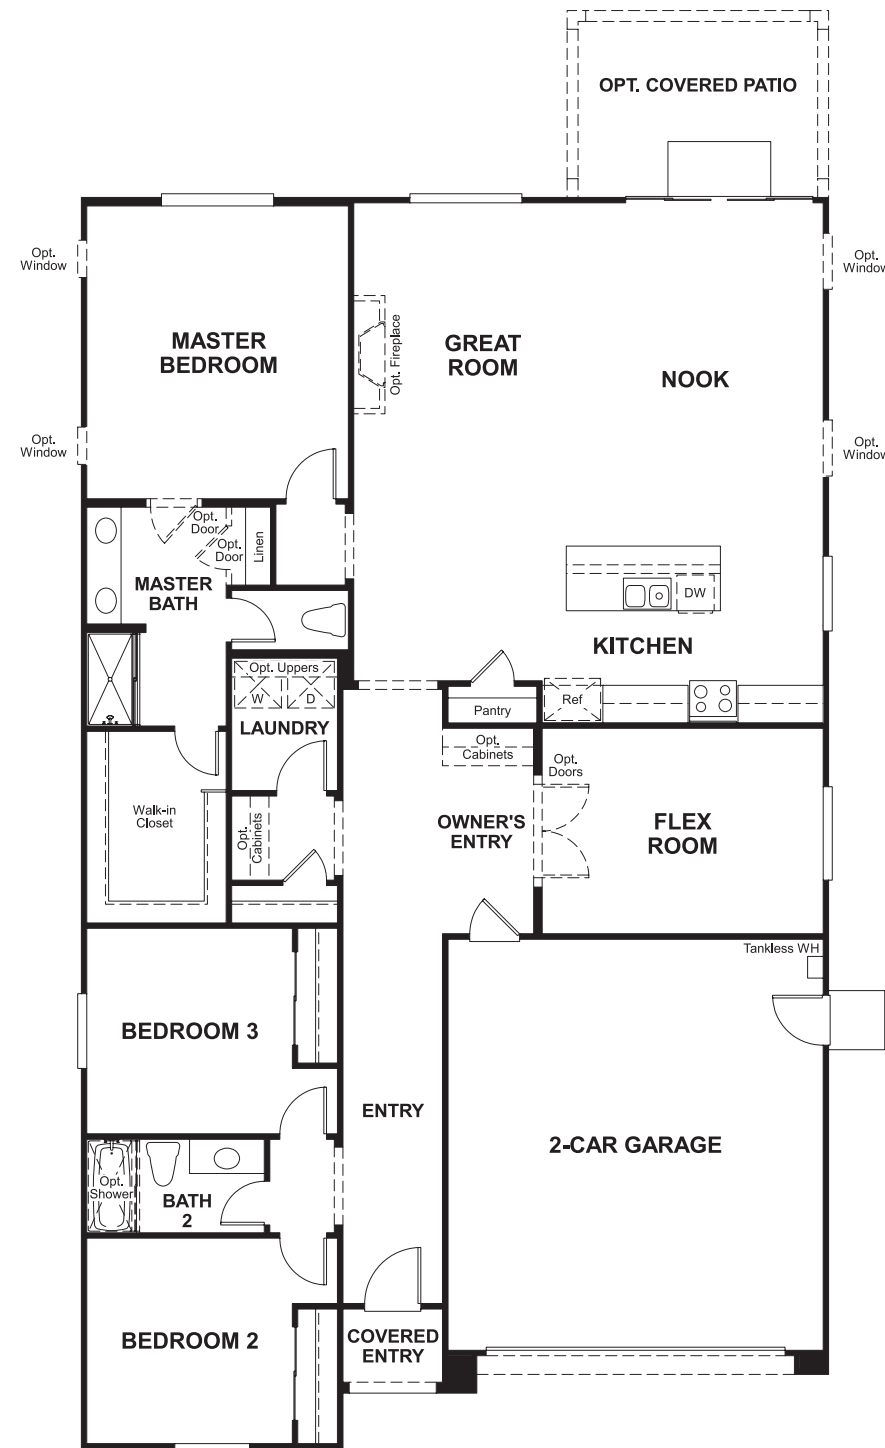 OPT. COVERED PATIO
Opt.
Window
Opt.
Window
MASTER
BEDROOM
Opt. Fireplace
GREAT
ROOM
NOOK
Opt.
Window
Opt.
Window
Opt.
Door
Opt.
Door
Linen
MASTER
BATH
DW
KITCHEN
Opt. Uppers
W
D
LAUNDRY
Pantry
Ref
Opt.
Cabinets
Opt.
Doors
Walk-in
Closet
Opt.
Cabinets
OWNER'S
ENTRY
FLEX
ROOM
Tankless WH
BEDROOM 3
ENTRY
2-CAR GARAGE
Opt.
Shower
BATH
2
BEDROOM 2
COVERED
ENTRY